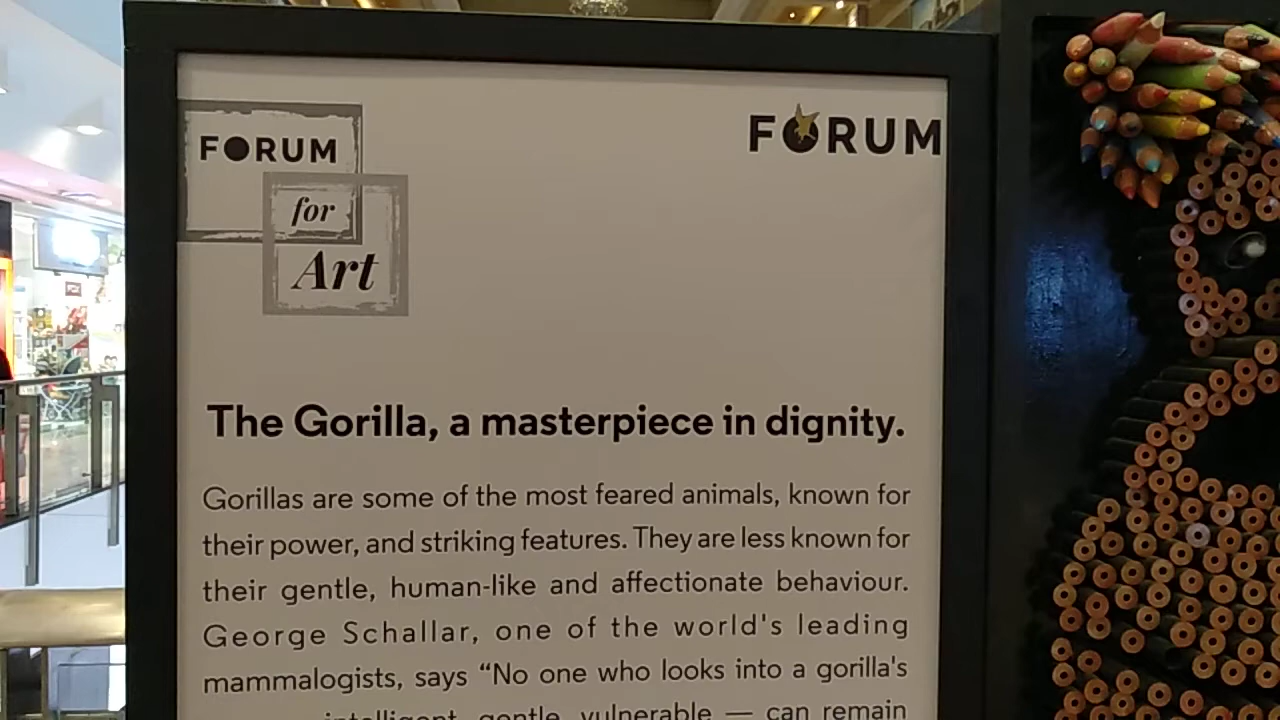 FORUM
for
Art
FORUM
The Gorilla, a masterpiece in dignity.
Gorillas are some of the most feared animals, known for
their power, and striking features. They are less known for
their gentle, human-like and affectionate behaviour.
George Schallar, one of the world's leading
mammalogists, says “No one who looks into a gorilla's
intelligent, gentle, vulnerable — can remain